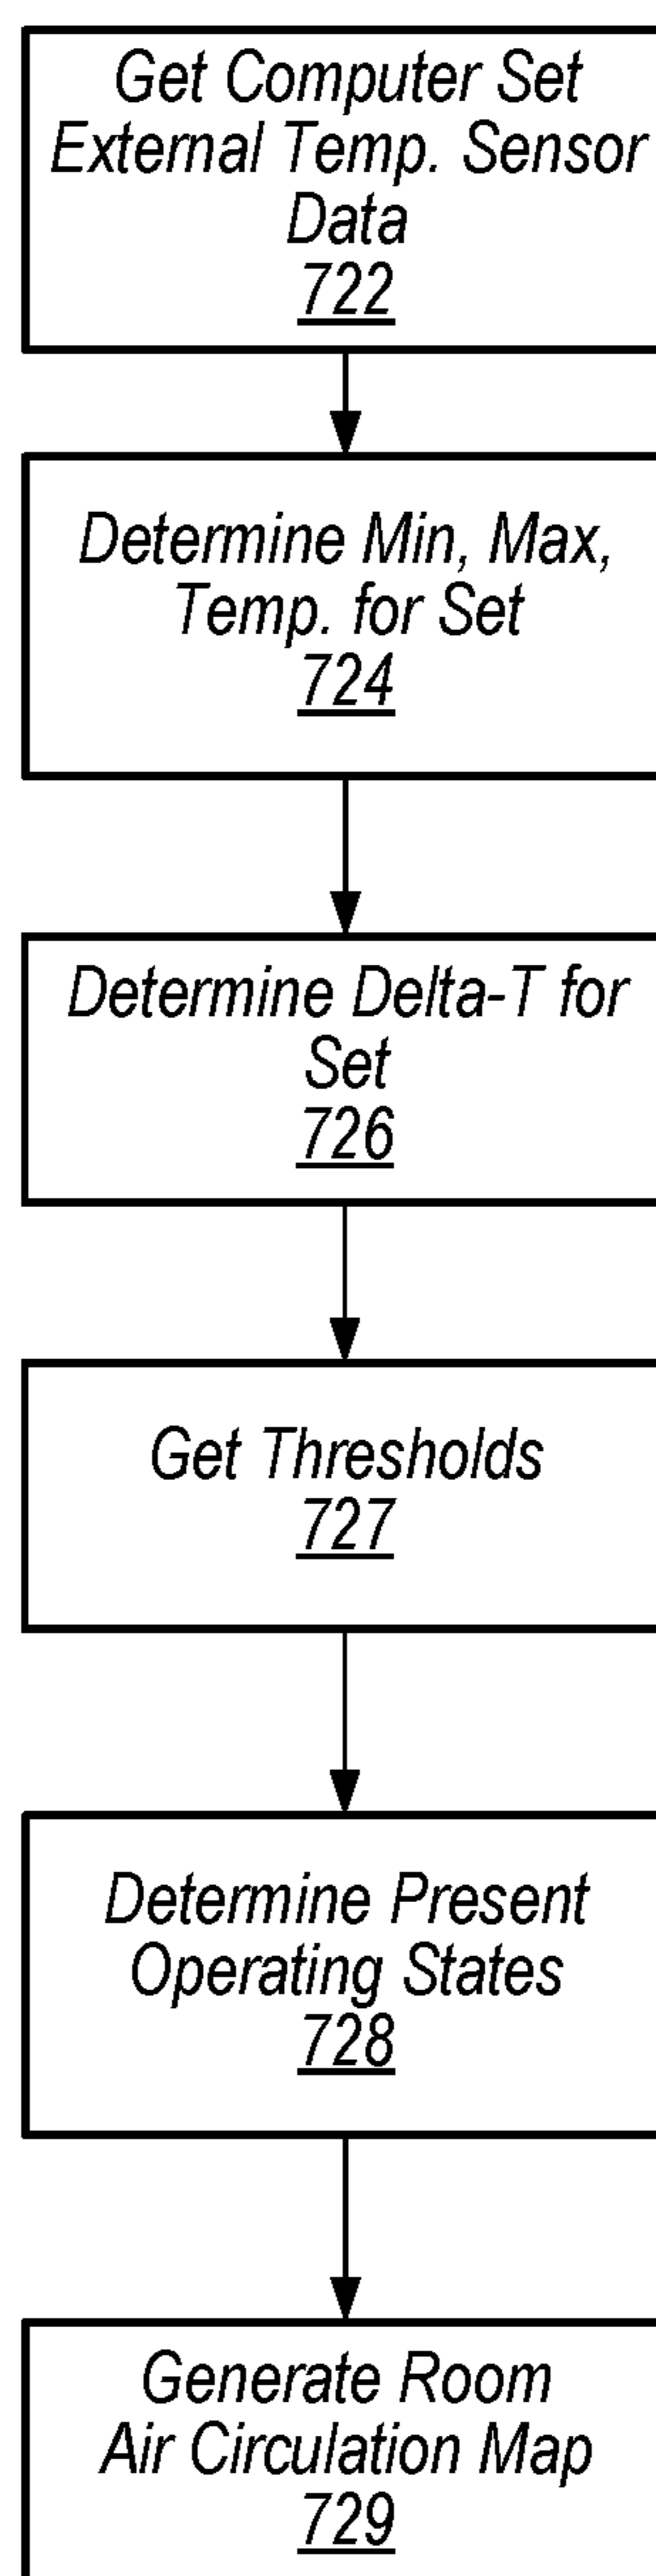 Get Computer Set
External Temp. Sensor
Data
722
Determine Min, Max,
Temp. for Set
724
Determine Delta-T for
Set
726
Get Thresholds
727
Determine Present
Operating States
728
Generate Room
Air Circulation Map
729